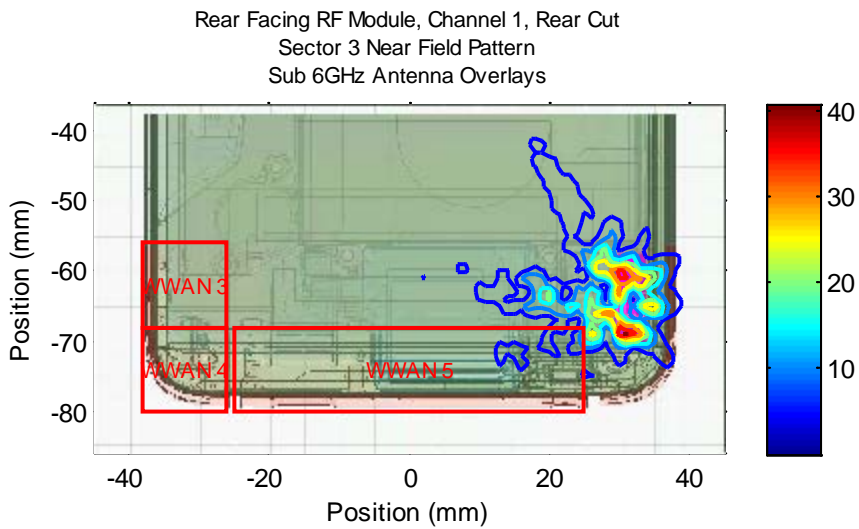 Rear Facing RF Module, Channel 1, Rear Cut
Sector 3 Near Field Pattern
Sub 6GHz Antenna Overlays
-40
-50
-60
-70
-80
Position (mm)
WWAN 3
WWAN 4
WWAN 5
-40
-20
0
20
40
Position (mm)
40
30
20
10